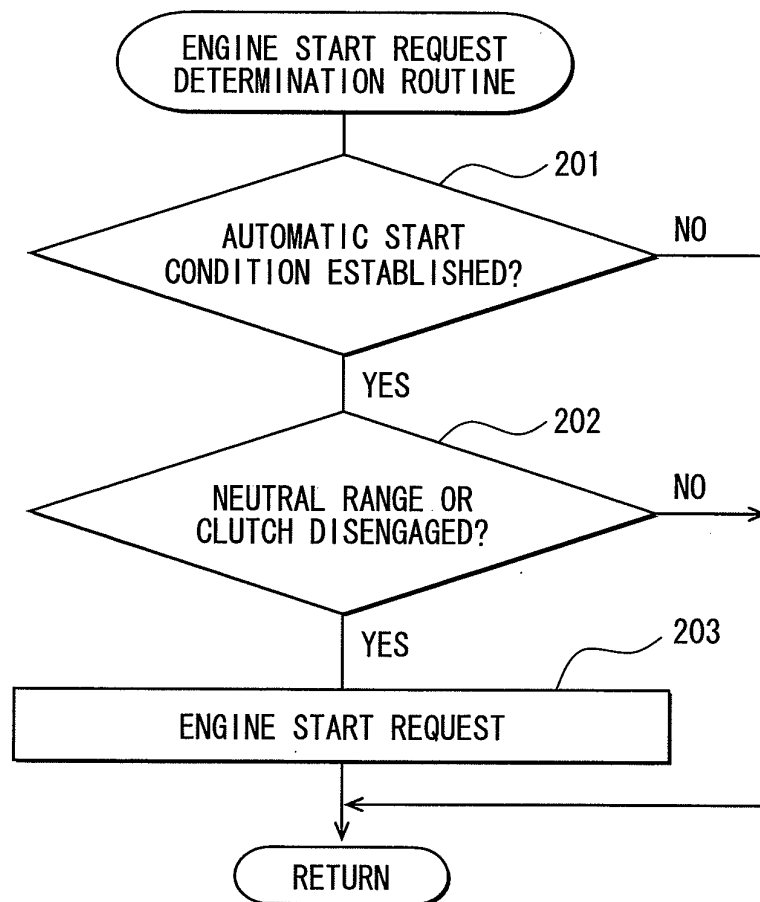 ENGINE START REQUEST
DETERMINATION ROUTINE
201
AUTOMATIC START
CONDITION ESTABLISHED?
NO
YES
202
NEUTRAL RANGE OR
CLUTCH DISENGAGED?
NO
YES
203
ENGINE START REQUEST
RETURN